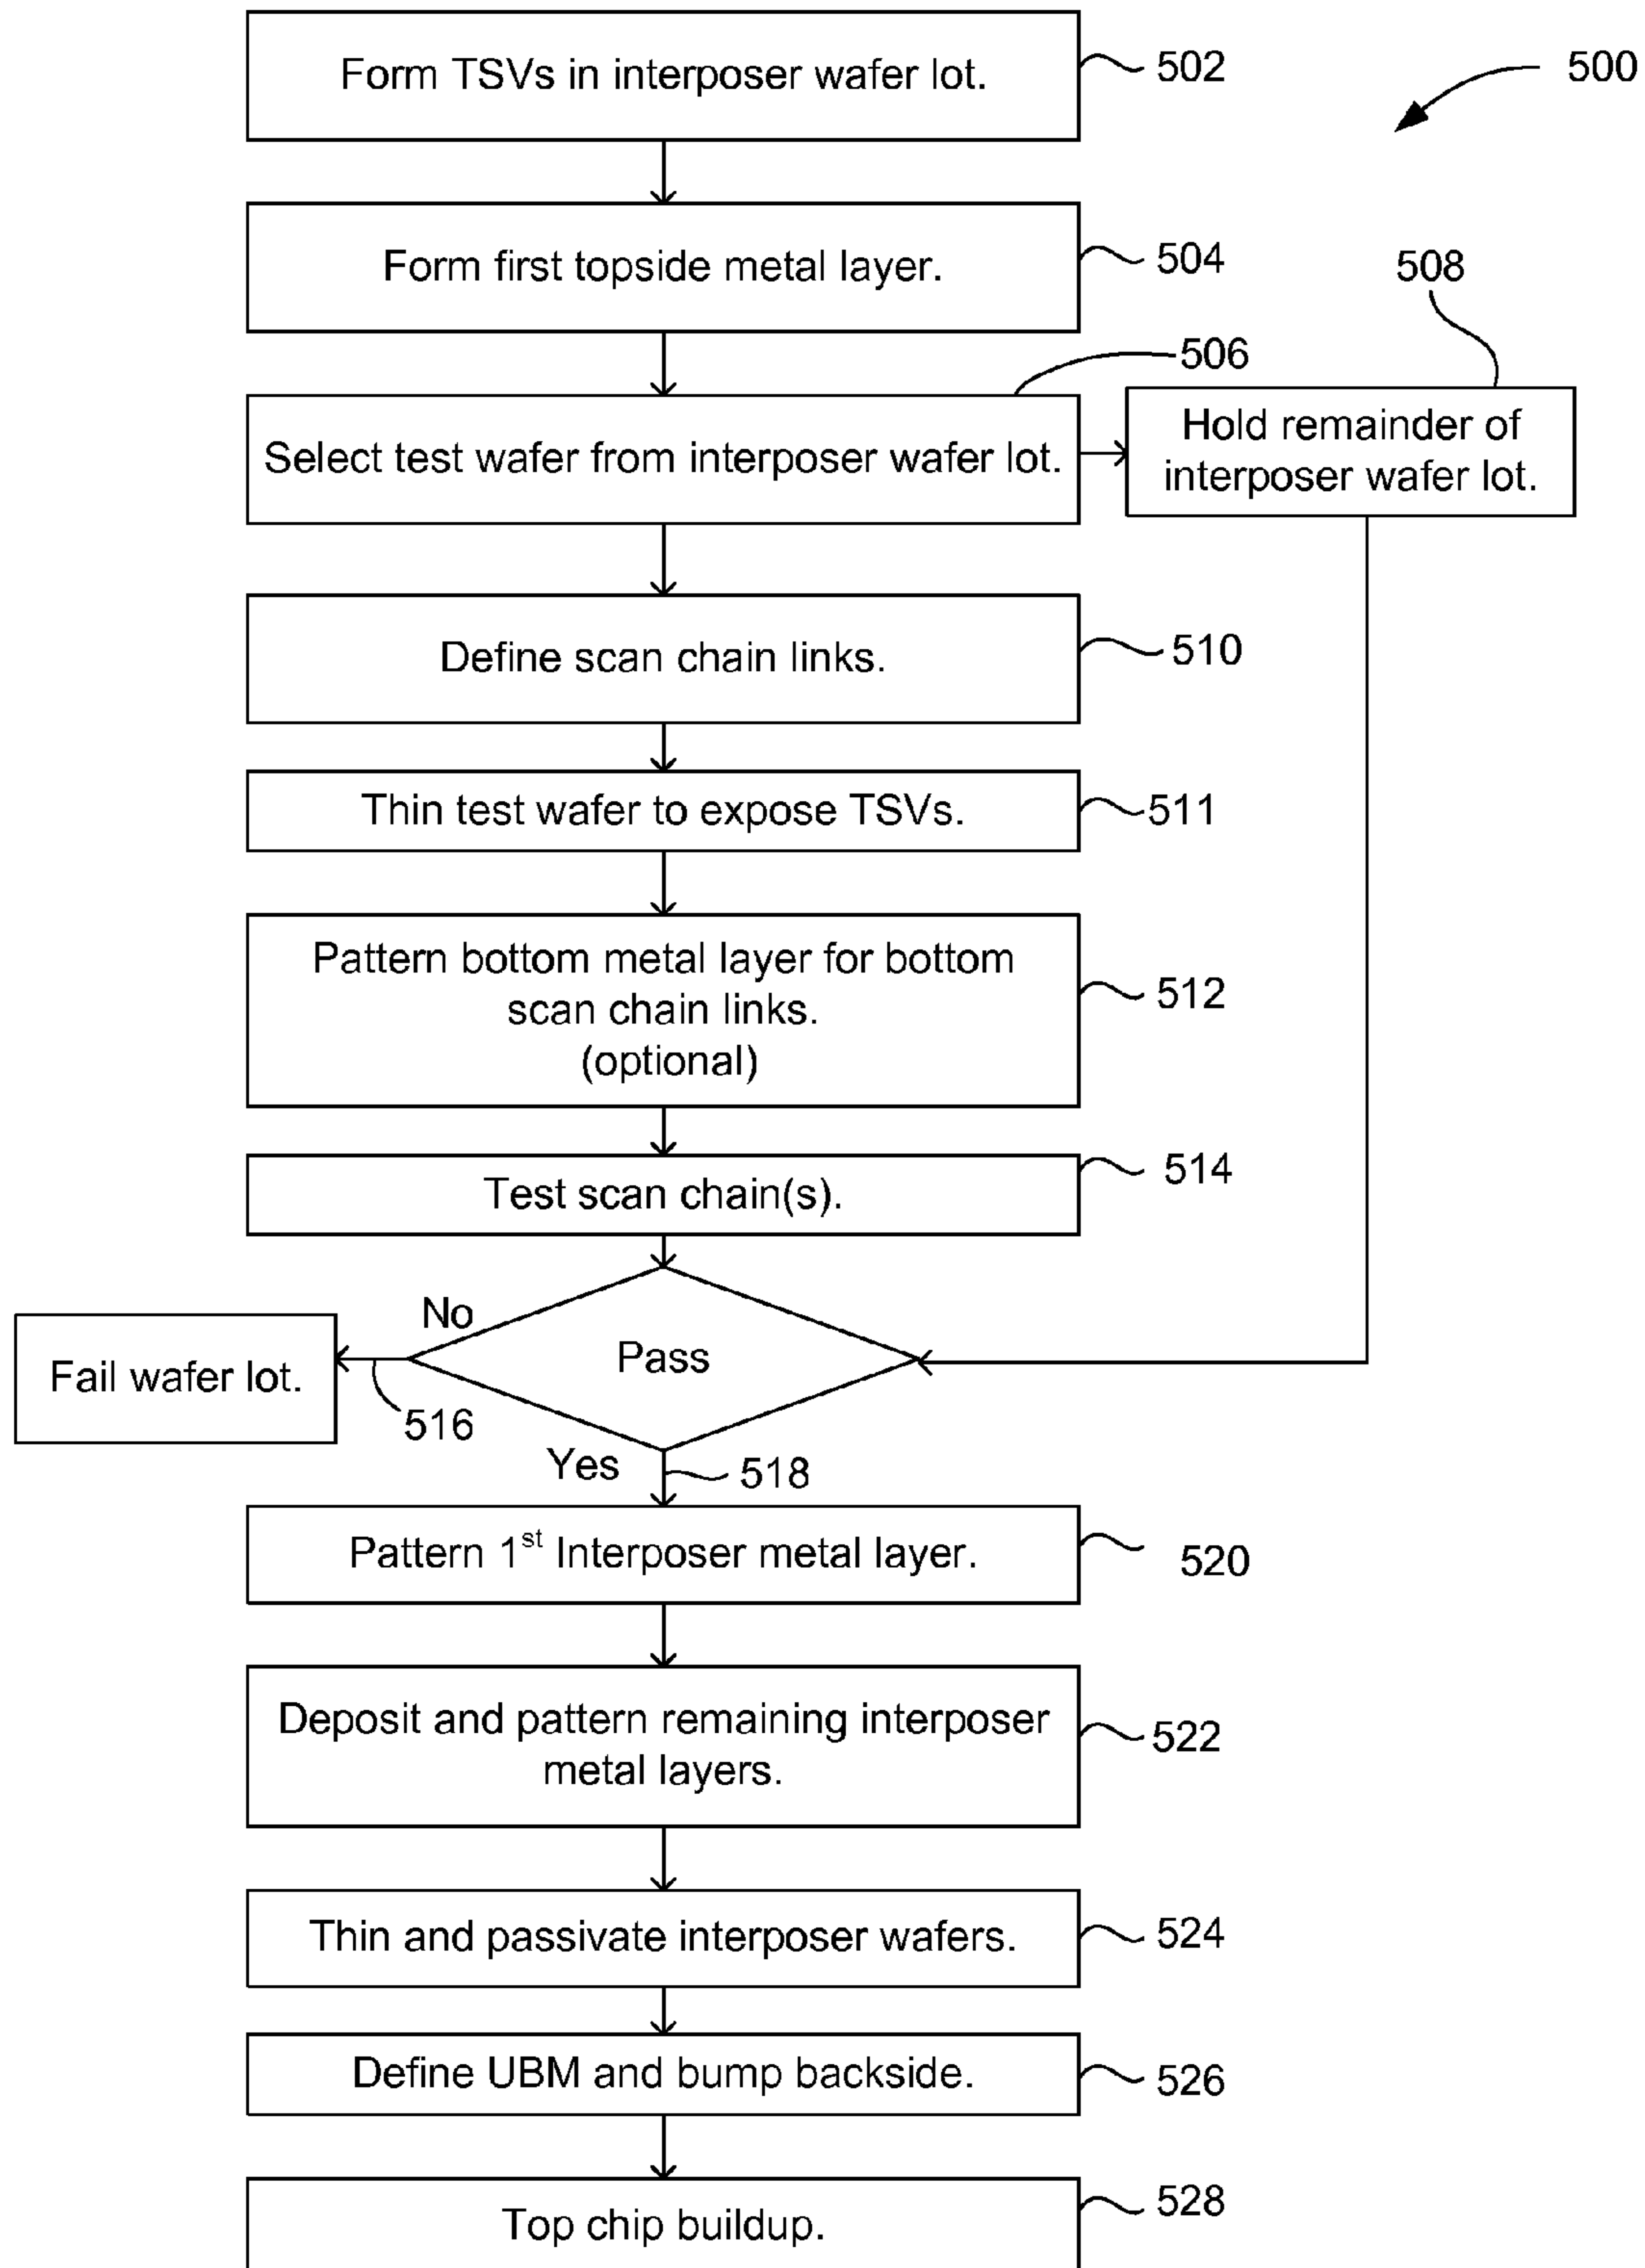 Form TSVs in interposer wafer lot.
502
500
Form first topside metal layer.
504
508
506
Select test wafer from interposer wafer lot.
Hold remainder of
interposer wafer lot.
Define scan chain links.
510
Thin test wafer to expose TSVs.
511
Pattern bottom metal layer for bottom
scan chain links.
(optional)
512
Test scan chain(s).
514
No
Pass
Fail wafer lot.
516
Yes
518
Pattern 1st Interposer metal layer.
520
Deposit and pattern remaining interposer
metal layers.
522
Thin and passivate interposer wafers.
524
Define UBM and bump backside.
526
Top chip buildup.
528